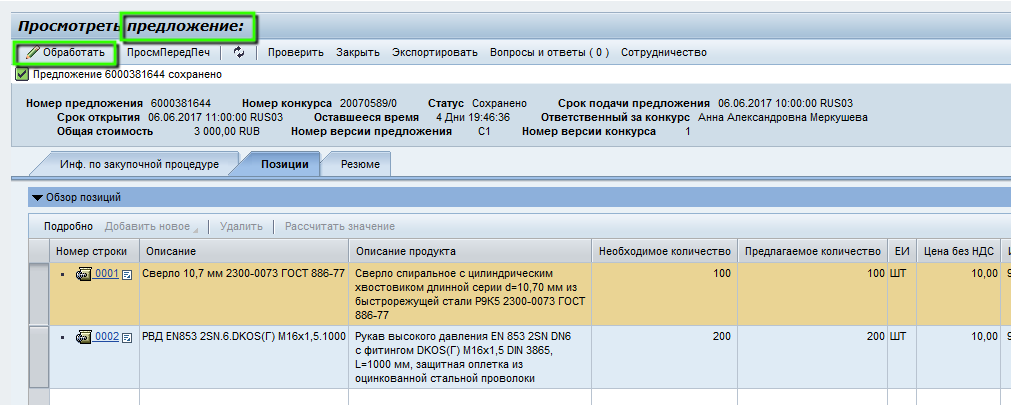 Просмотреть предложение:
Обработать ПросмПередПеч Проверить Закрыть Экспортировать Вопросы и ответы ( 0 ) Сотрудничество
Предложение 6000381644 сохранено
Номер предложения 6000381644 Номер конкурса 20070589/0 Статус Сохранено Срок подачи предложения 06.06.2017 10:00:00 RUS03
Срок открытия 06.06.2017 11:00:00 RUS03 Оставшееся время 4 Дни 19:46:36 Ответственный за конкурс Анна Александровна Меркушева
Общая стоимость 3 000,00 RUB Номер версии предложения C1 Номер версии конкурса 1
Инф. по закупочной процедуре Позиции Резюме
Обзор позиций
Подробно Добавить новое Удалить Рассчитать значение
Номер строки Описание Описание продукта Необходимое количество Предлагаемое количество ЕИ Цена без НДС
0001 Сверло 10,7 мм 2300-0073 ГОСТ 886-77 Сверло спиральное с цилиндрическим 100 100 ШТ 10,00
хвостовиком длинной серии d=10,70 мм из
быстрорежущей стали Р9К5 2300-0073 ГОСТ
886-77
0002 РВД EN853 2SN.6.DKOS(Г) М16х1,5.1000 Рукав высокого давления EN 853 2SN DN6 200 200 ШТ 10,00
с фитингом DKOS(Г) М16х1,5 DIN 3865,
L=1000 мм, защитная оплетка из
оцинкованной стальной проволоки